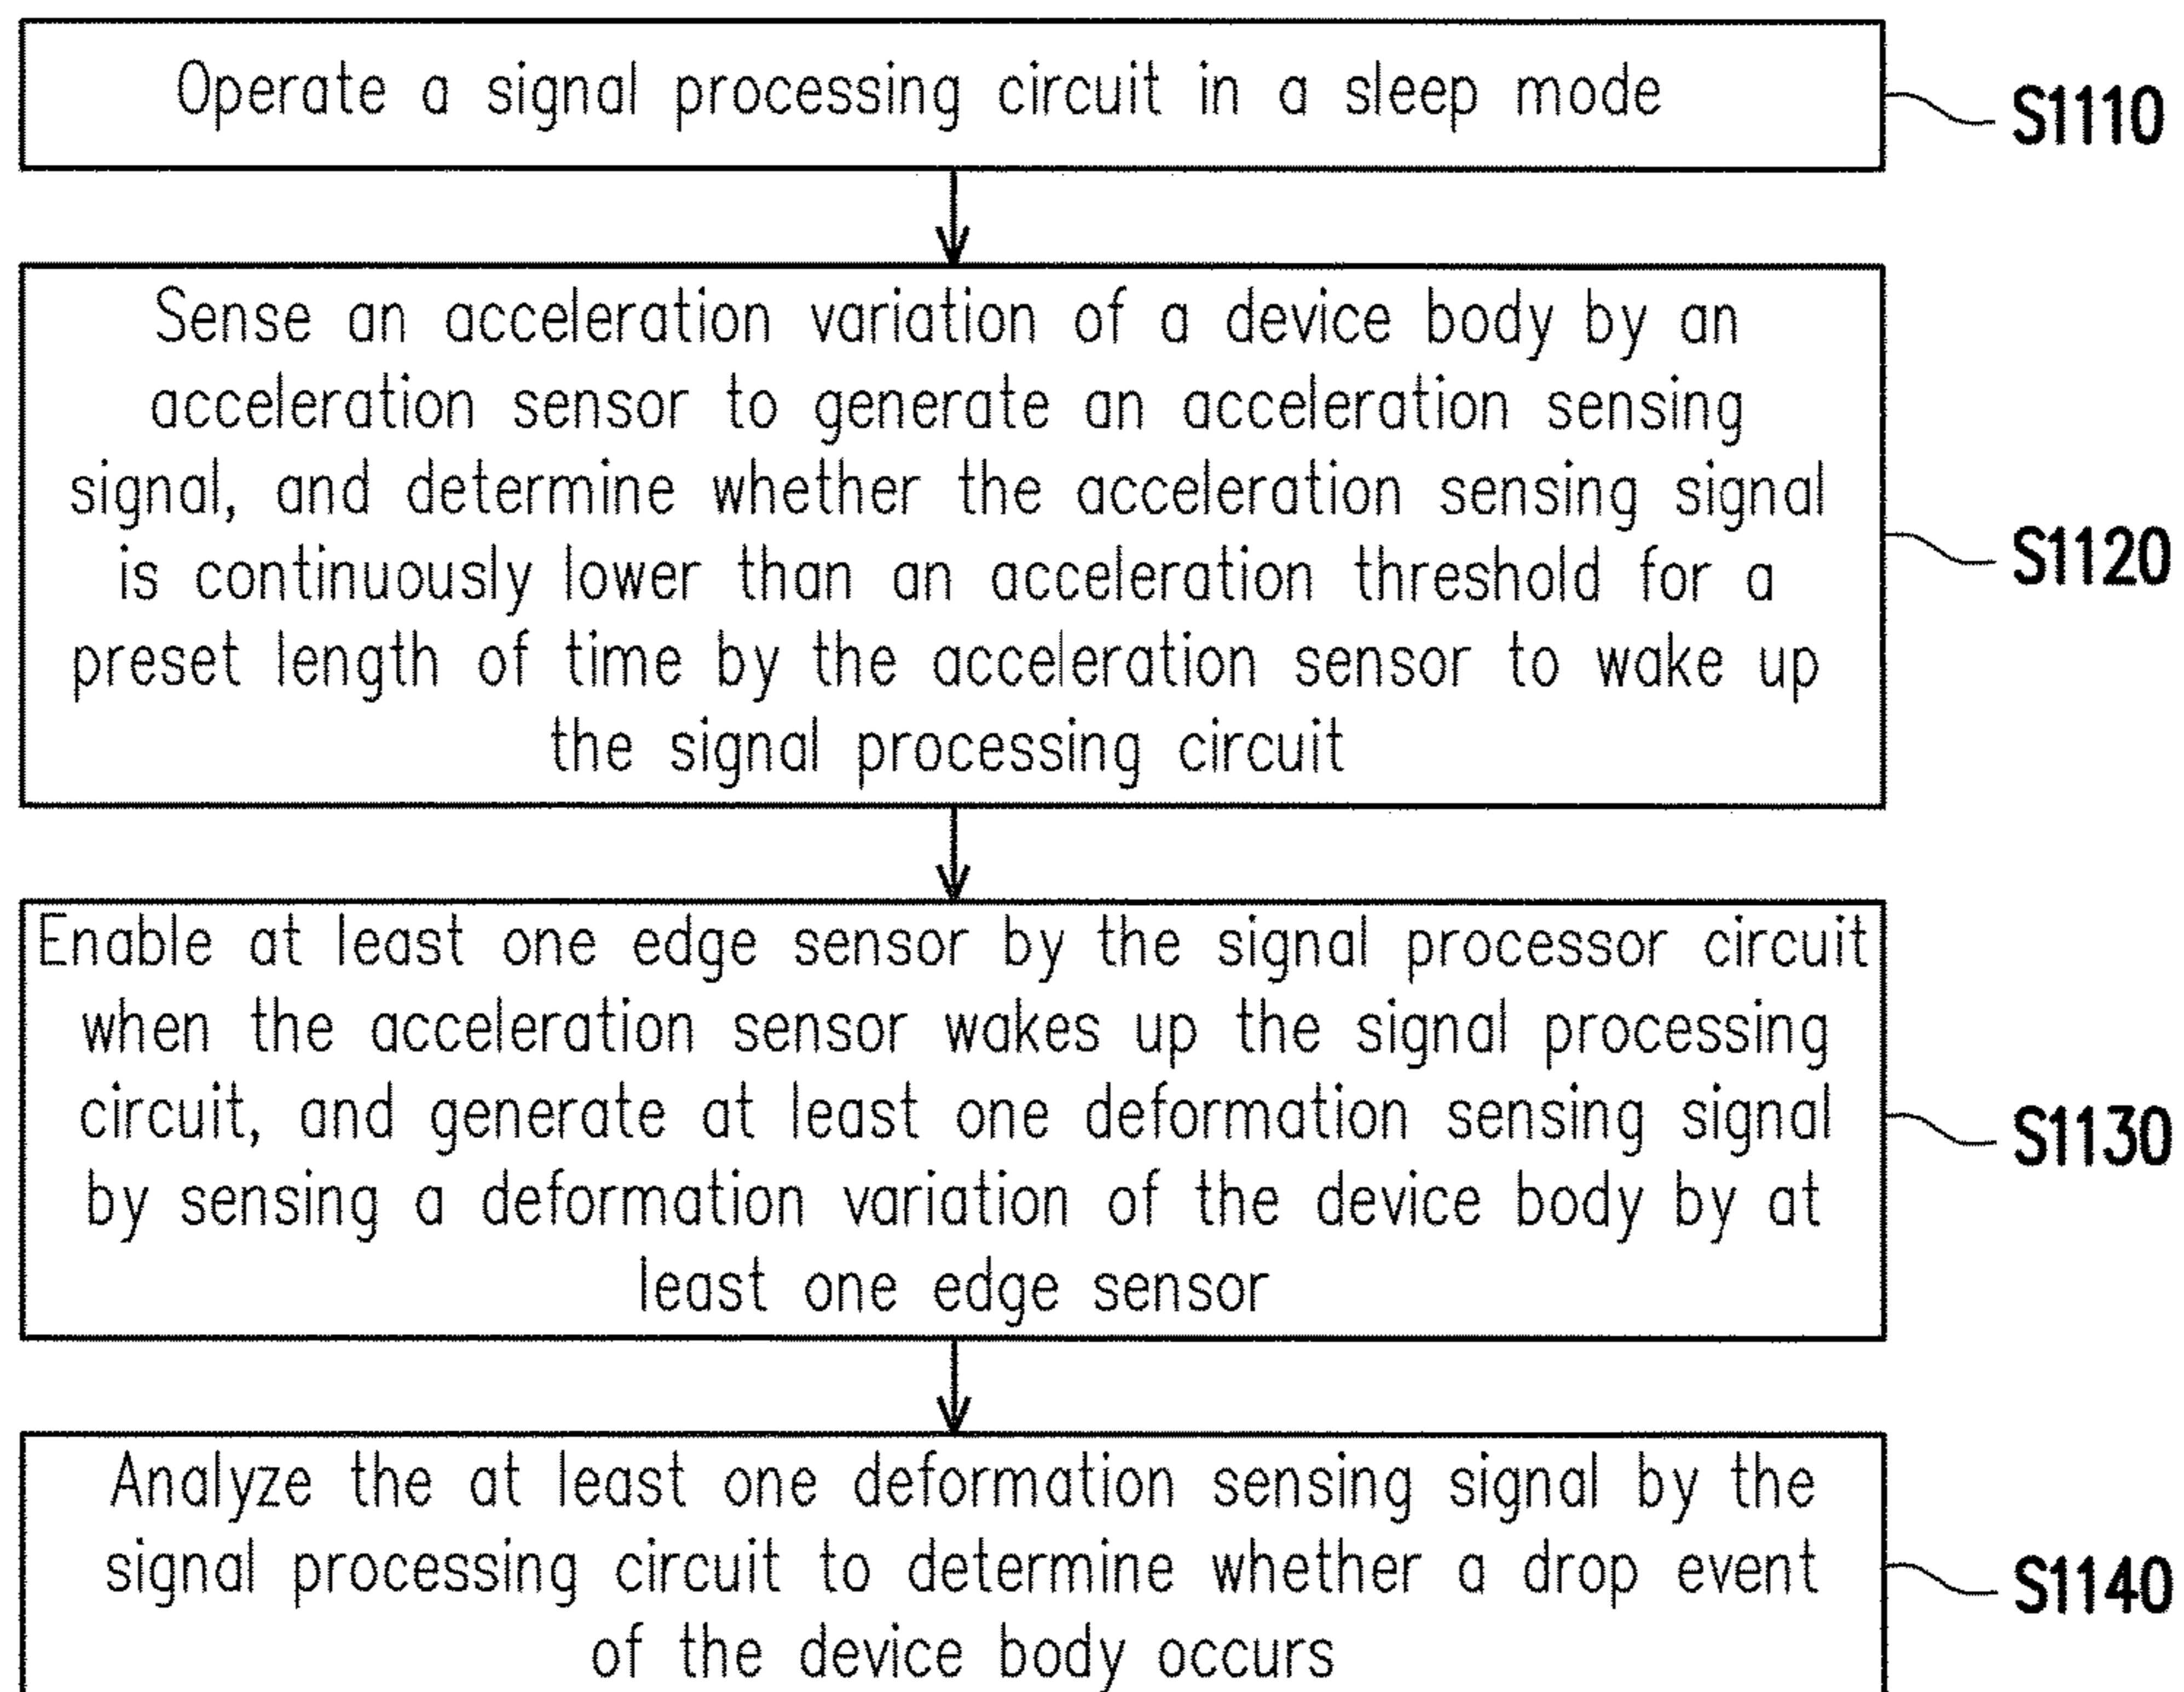 Operate a signal processing circuit in a sleep mode
S1110
Sense an acceleration variation of a device body by an
acceleration sensor to generate an acceleration sensing
signal, and determine whether the acceleration sensing signal
is continuously lower than an acceleration threshold for a
preset length of time by the acceleration sensor to wake up
the signal processing circuit
S1120
Enable at least one edge sensor by the signal processor circuit
when the acceleration sensor wakes up the signal processing
circuit, and generate at least one deformation sensing signal
by sensing a deformation variation of the device body by at
least one edge sensor
S1130
Analyze the at least one deformation sensing signal by the
signal processing circuit to determine whether a drop event
of the device body occurs
S1140